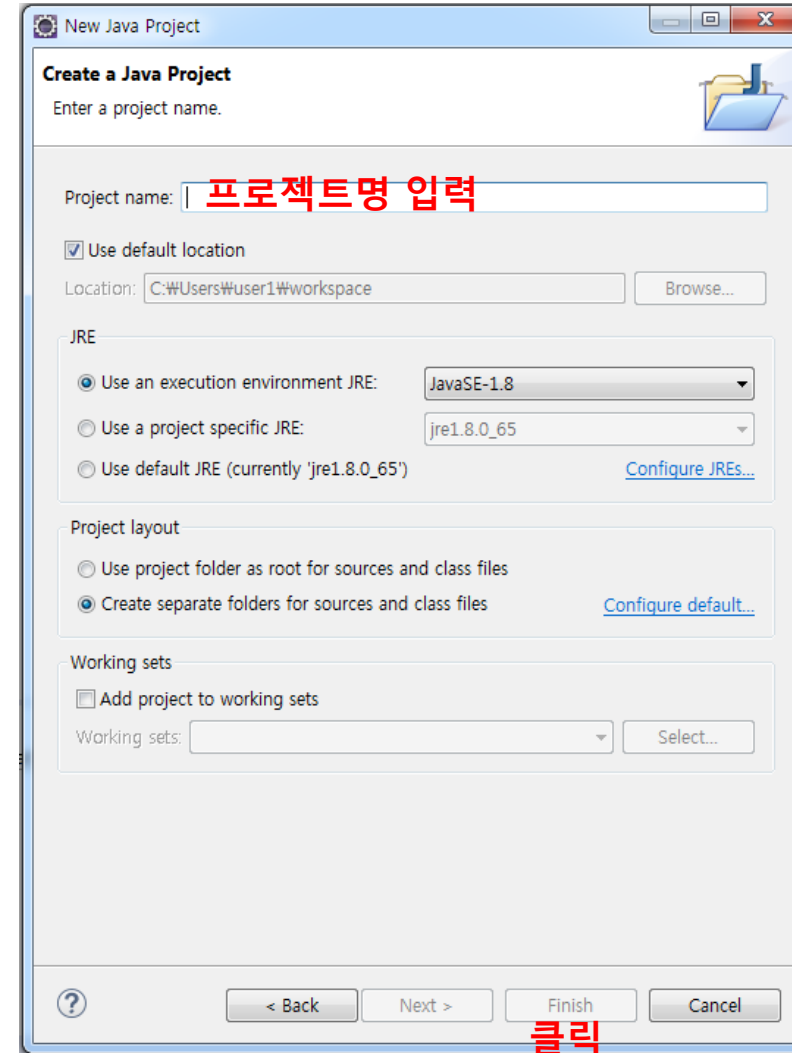 New Java Project
Create a Java Project
Enter a project name.
Project name: 프로젝트명 입력
Use default location
Location: C:₩Users₩user1₩workspace Browse...
JRE
Use an execution environment JRE: JavaSE-1.8
Use a project specific JRE: jre1.8.0_65
Use default JRE (currently 'jre1.8.0_65') Configure JREs...
Project layout
Use project folder as root for sources and class files
Create separate folders for sources and class files Configure default...
Working sets
Add project to working sets
Working sets: Select...
? < Back Next > Finish Cancel
클릭